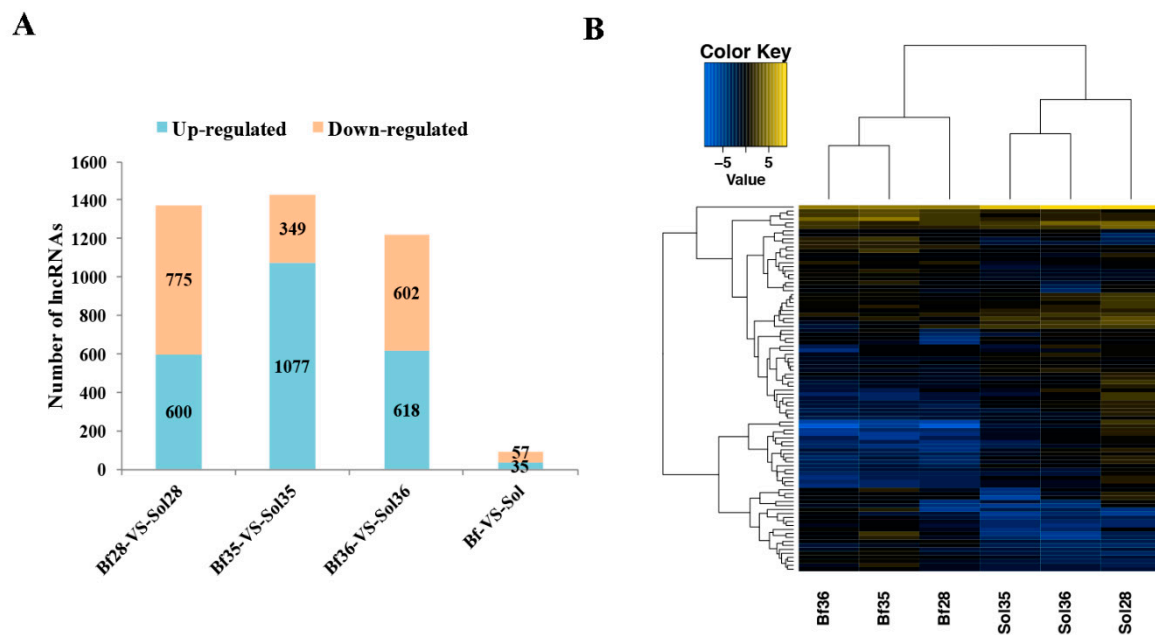 A
Up-regulated
Down-regulated
Number of lncRNAs
1600
1400
1200
1000
800
600
400
200
0
775
600
349
1077
602
618
57
35
Bf28-VS-Sol28
Bf35-VS-Sol35
Bf36-VS-Sol36
Bf-VS-Sol
B
Color Key
−5
5
Value
Bf36
Bf35
Bf28
Sol35
Sol36
Sol28